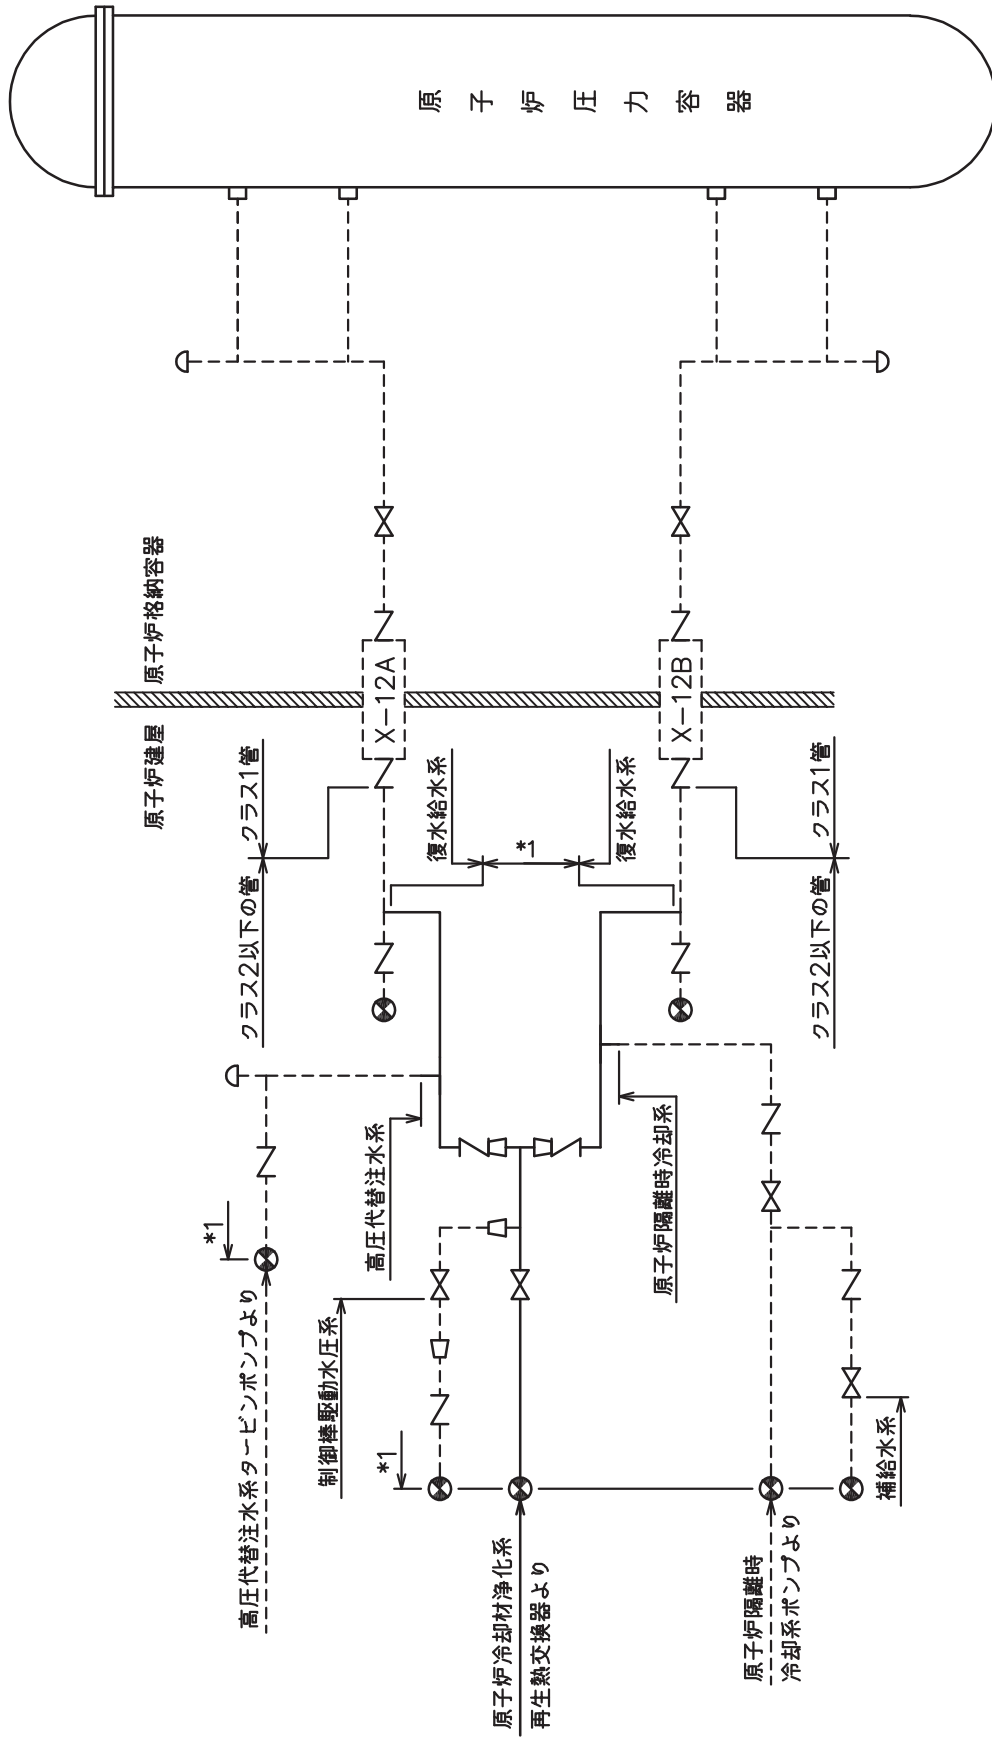 原子炉圧力容器
原子炉格納容器
原子炉建屋
X－12A
X－12B
クラス1管
クラス2以下の管
復水給水系
*1
復水給水系
クラス1管
クラス2以下の管
高圧代替注水系
原子炉隔離時冷却系
*1
高圧代替注水系タービンポンプより
制御棒駆動水圧系
*1
補給水系
原子炉冷却材浄化系
再生熱交換器より
原子炉隔離時
冷却系ポンプより